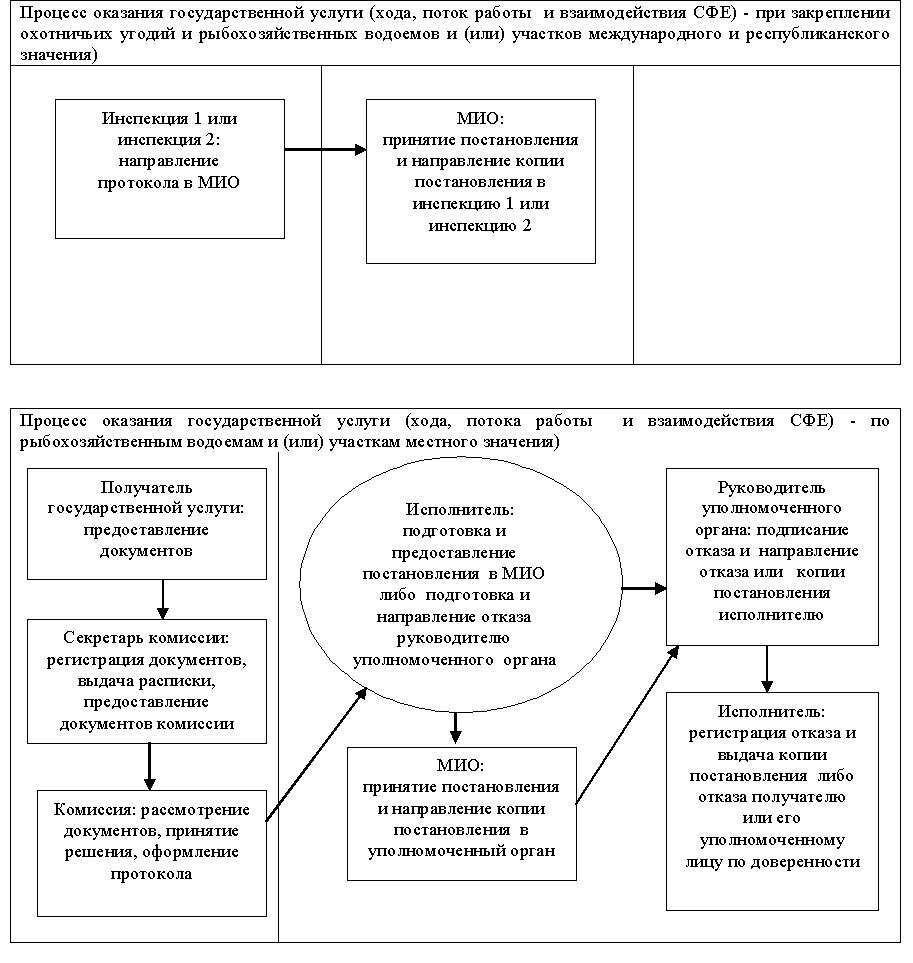 Процесс оказания государственной услуги (хода, поток работы и взаимодействия СФЕ) - при закреплении
охотничьих угодий и рыбохозяйственных водоемов и (или) участков международного и республиканского
значения)
Инспекция 1 или
инспекция 2:
направление
протокола в МИО
МИО:
принятие постановления
и направление копии
постановления в
инспекцию 1 или
инспекцию 2
Процесс оказания государственной услуги (хода, потока работы и взаимодействия СФЕ) - по
рыбохозяйственным водоемам и (или) участкам местного значения)
Получатель
государственной услуги:
предоставление
документов
Секретарь комиссии:
регистрация документов,
выдача расписки,
предоставление
документов комиссии
Комиссия: рассмотрение
документов, принятие
решения, оформление
протокола
Исполнитель:
подготовка и
предоставление
постановления в МИО
либо подготовка и
направление отказа
руководителю
уполномоченного органа
МИО:
принятие постановления
и направление копии
постановления в
уполномоченный орган
Руководитель
уполномоченного
органа: подписание
отказа и направление
отказа или копии
постановления
исполнителю
Исполнитель:
регистрация отказа и
выдача копии
постановления либо
отказа получателю
или его
уполномоченному
лицу по доверенности